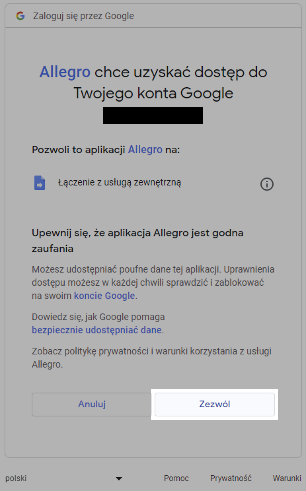 Zaloguj się przez Google
Allegro chce uzyskać dostęp do
Twojego konta Google
Pozwoli to aplikacji Allegro na:
Łączenie z usługą zewnętrzną
Upewnij się, że aplikacja Allegro jest godna
zaufania
Możesz udostępniać poufne dane tej aplikacji. Uprawnienia
dostępu możesz w każdej chwili sprawdzić i zablokować
na swoim koncie Google.
Dowiedz się, jak Google pomaga
bezpiecznie udostępniać dane.
Zobacz politykę prywatności i warunki korzystania z usługi
Allegro.
Anuluj Zezwól
polski Pomoc Prywatność Warunki